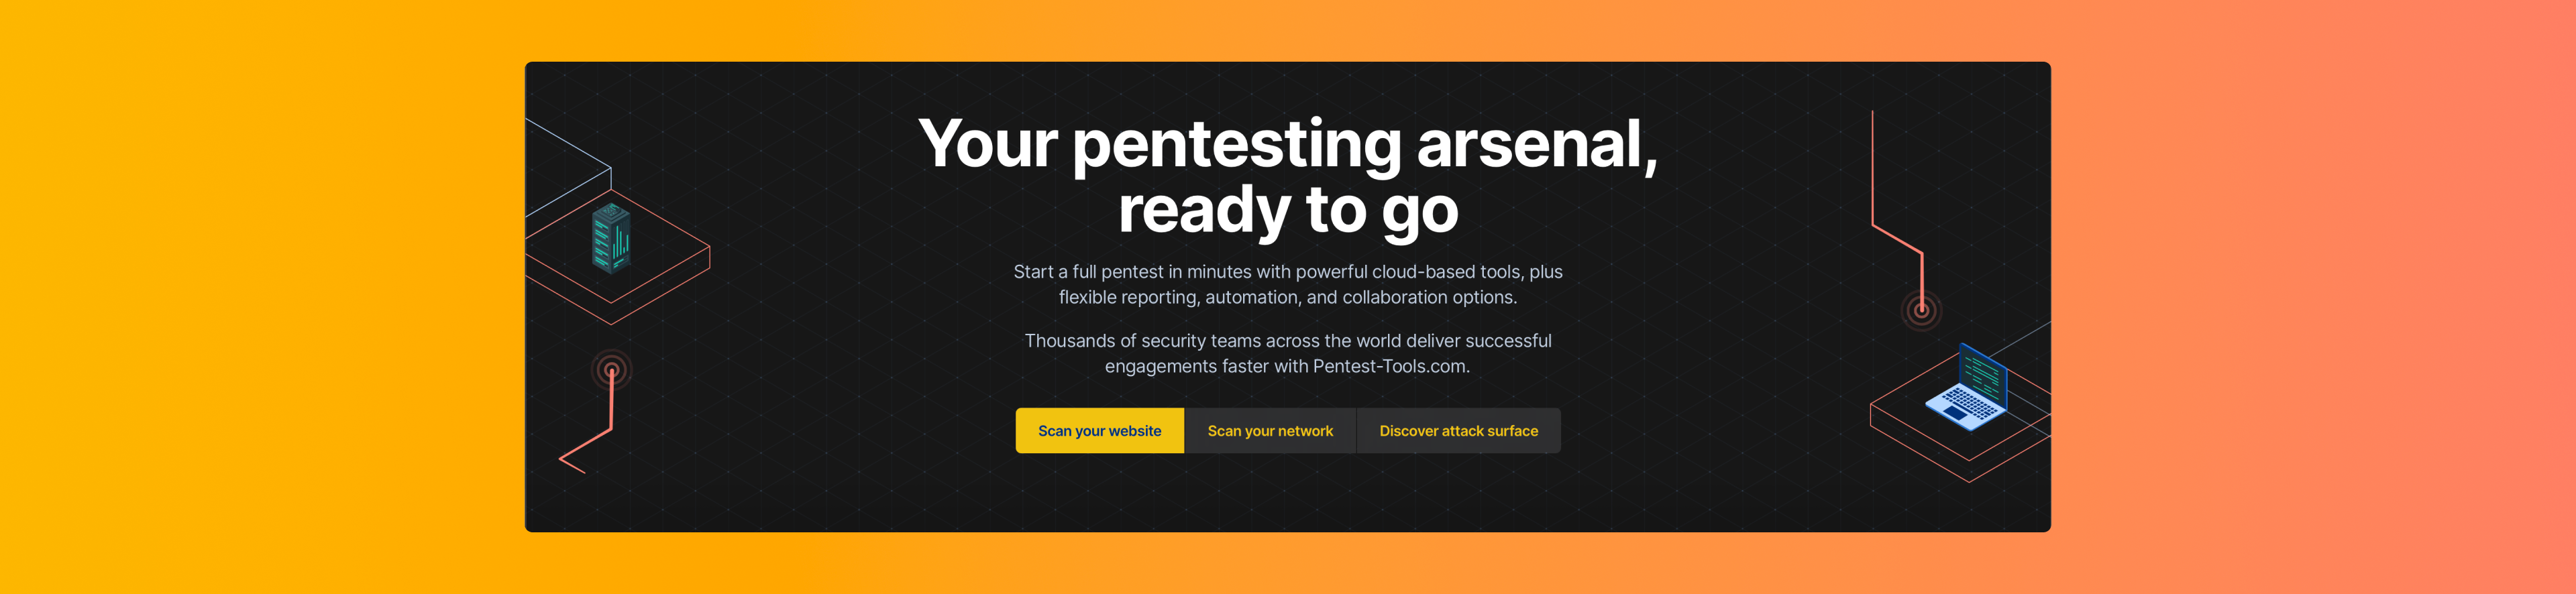 Your pentesting arsenal,
ready to go
Start a full pentest in minutes with powerful cloud-based tools, plus
flexible reporting, automation, and collaboration options.
Thousands of security teams across the world deliver successful
engagements faster with Pentest-Tools.com.
Scan your website
Scan your network
Discover attack surface